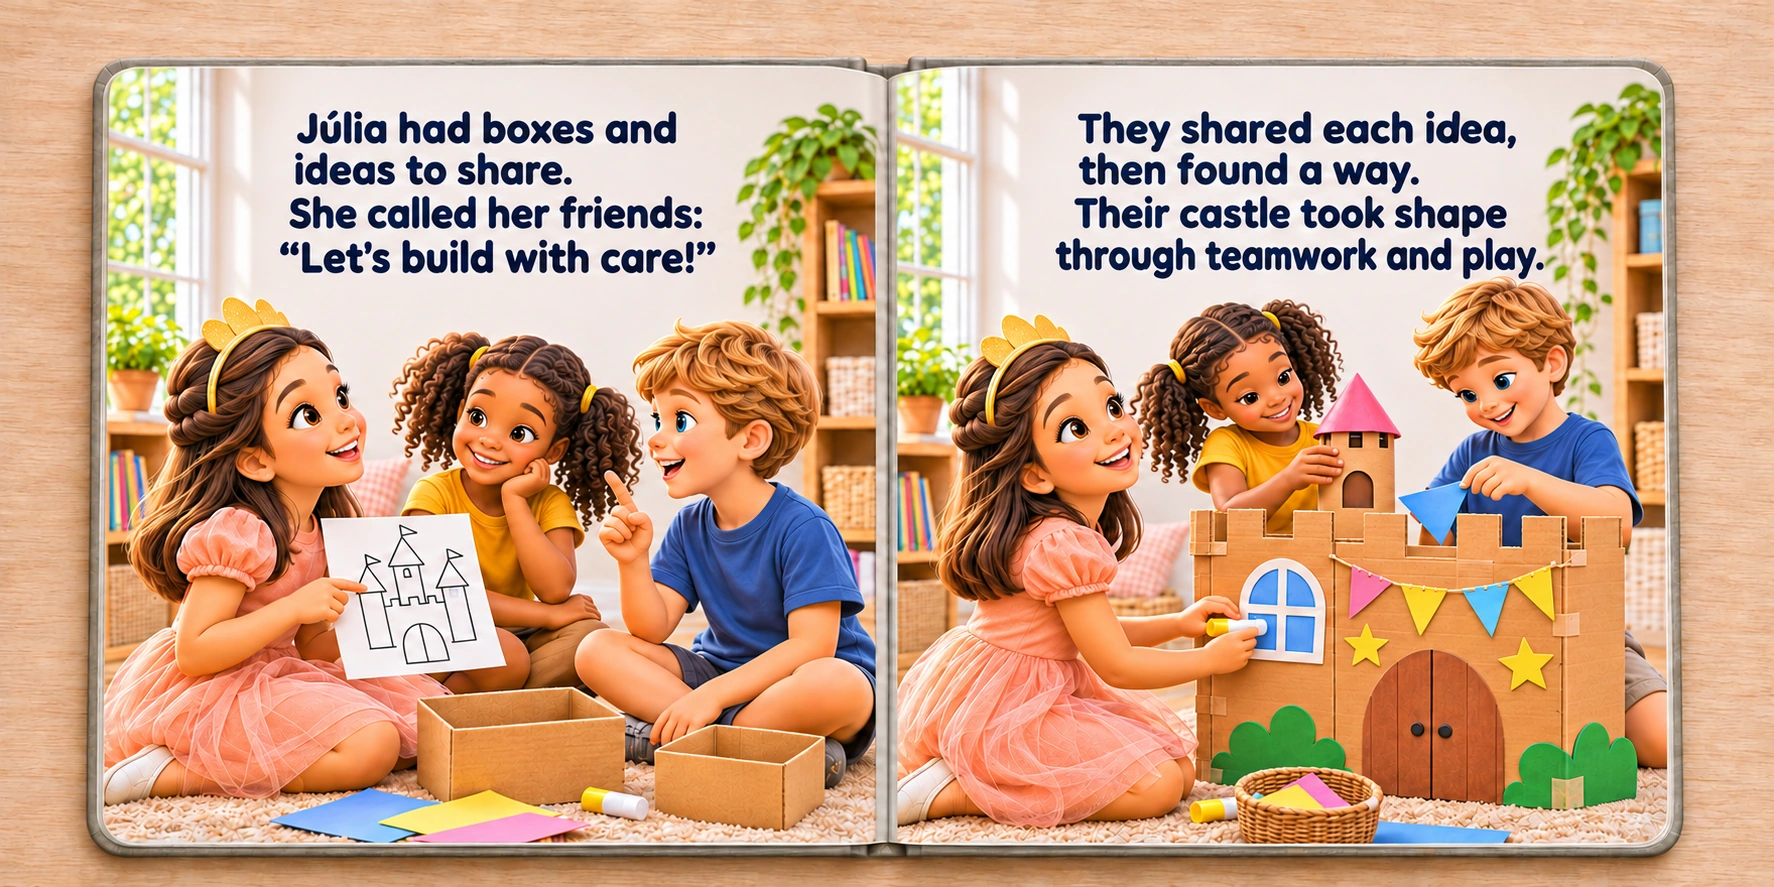 Júlia had boxes and
ideas to share.
She called her friends:
“Let’s build with care!”
They shared each idea,
then found a way.
Their castle took shape
through teamwork and play.